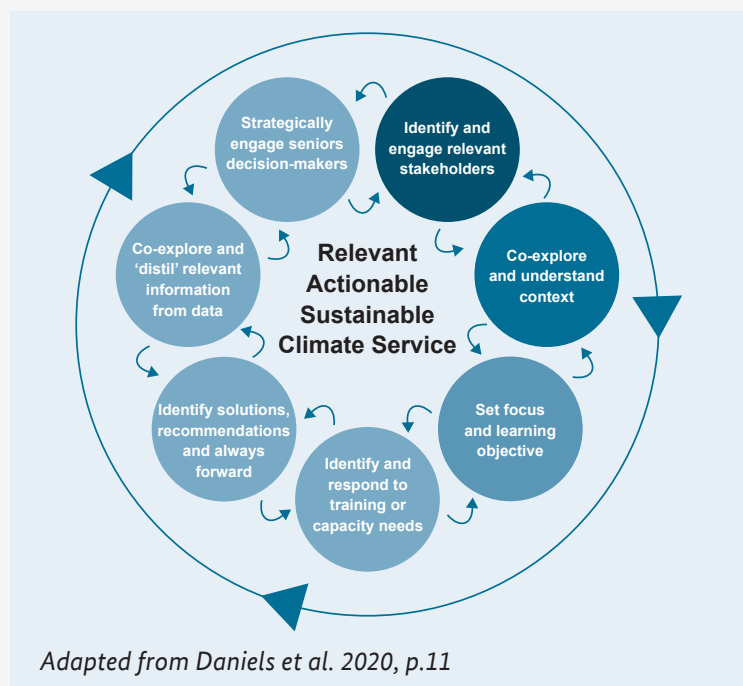 Strategically
engage seniors
decision-makers
Identify and
engage relevant
stakeholders
Co-explore
and understand
context
Set focus
and learning
objective
Identify and
respond to
training or
capacity needs
Identify solutions,
recommendations
and always
forward
Co-explore and
‘distil’ relevant
information
from data
Relevant
Actionable
Sustainable
Climate Service
Adapted from Daniels et al. 2020, p.11